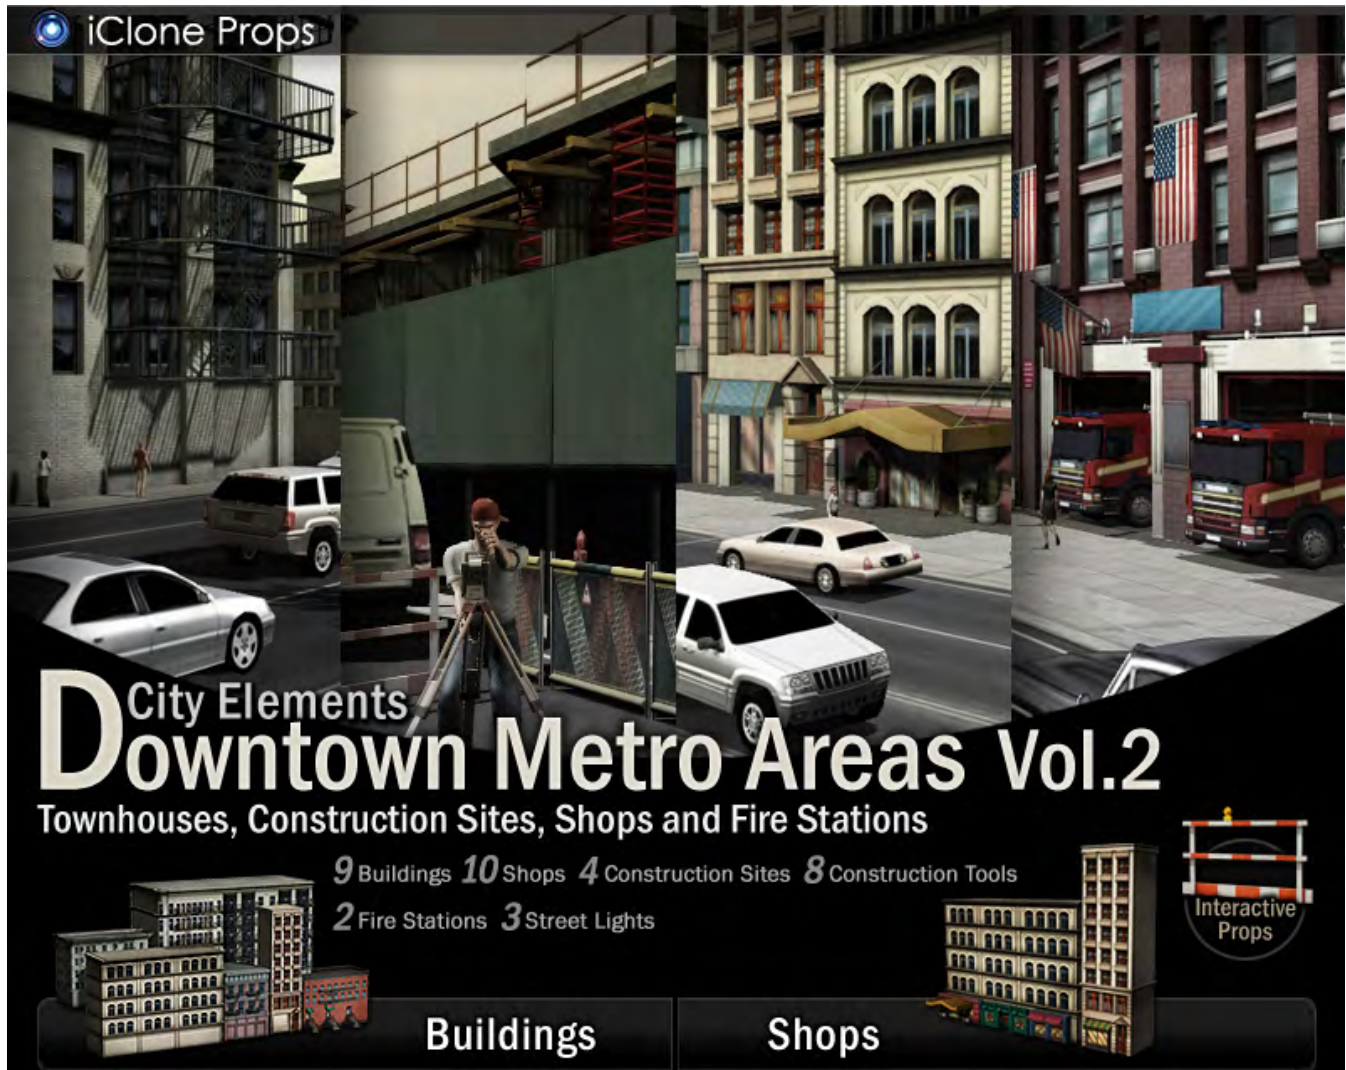 iClone Props
City Elements
Downtown Metro Areas Vol.2
Townhouses, Construction Sites, Shops and Fire Stations
9 Buildings 10 Shops 4 Construction Sites 8 Construction Tools
2 Fire Stations 3 Street Lights
Interactive
Props
Buildings
Shops